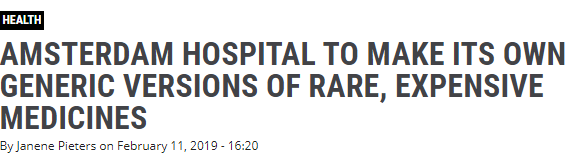 HEALTH
AMSTERDAM HOSPITAL TO MAKE ITS OWN
GENERIC VERSIONS OF RARE, EXPENSIVE
MEDICINES
By Janene Pieters on February 11, 2019 - 16:20